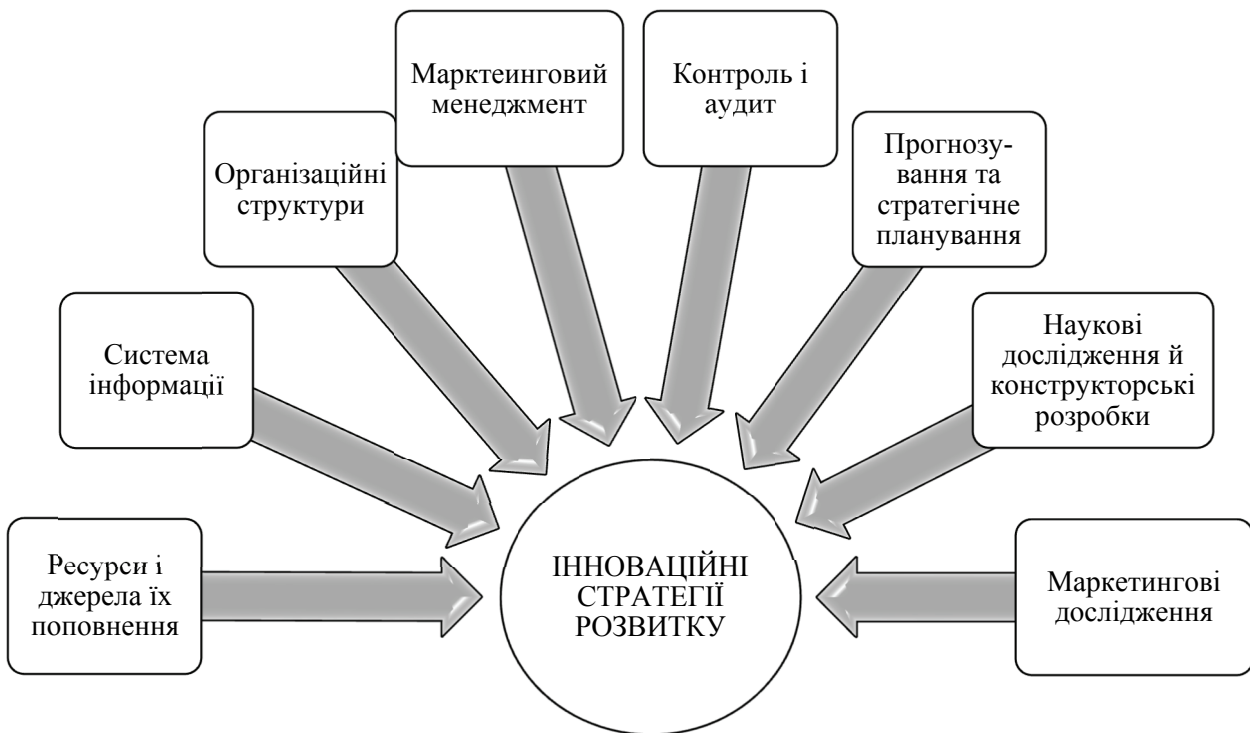 Марктеинговий
менеджмент
Контроль і
аудит
Організаційні
структури
Прогнозу-
вання та
стратегічне
планування
Система
інформації
Наукові
дослідження й
конструкторські
розробки
Ресурси і
джерела їх
поповнення
ІННОВАЦІЙНІ
СТРАТЕГІЇ
РОЗВИТКУ
Маркетингові
дослідження